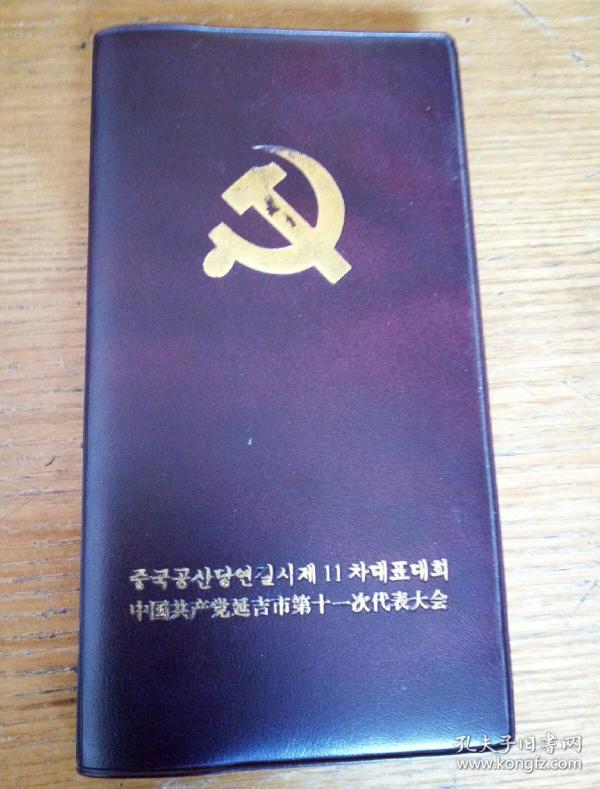 중국공산당연길시제11차대표대회
中国共产党延吉市第十一次代表大会
孔夫子旧书网
www.kongfz.com